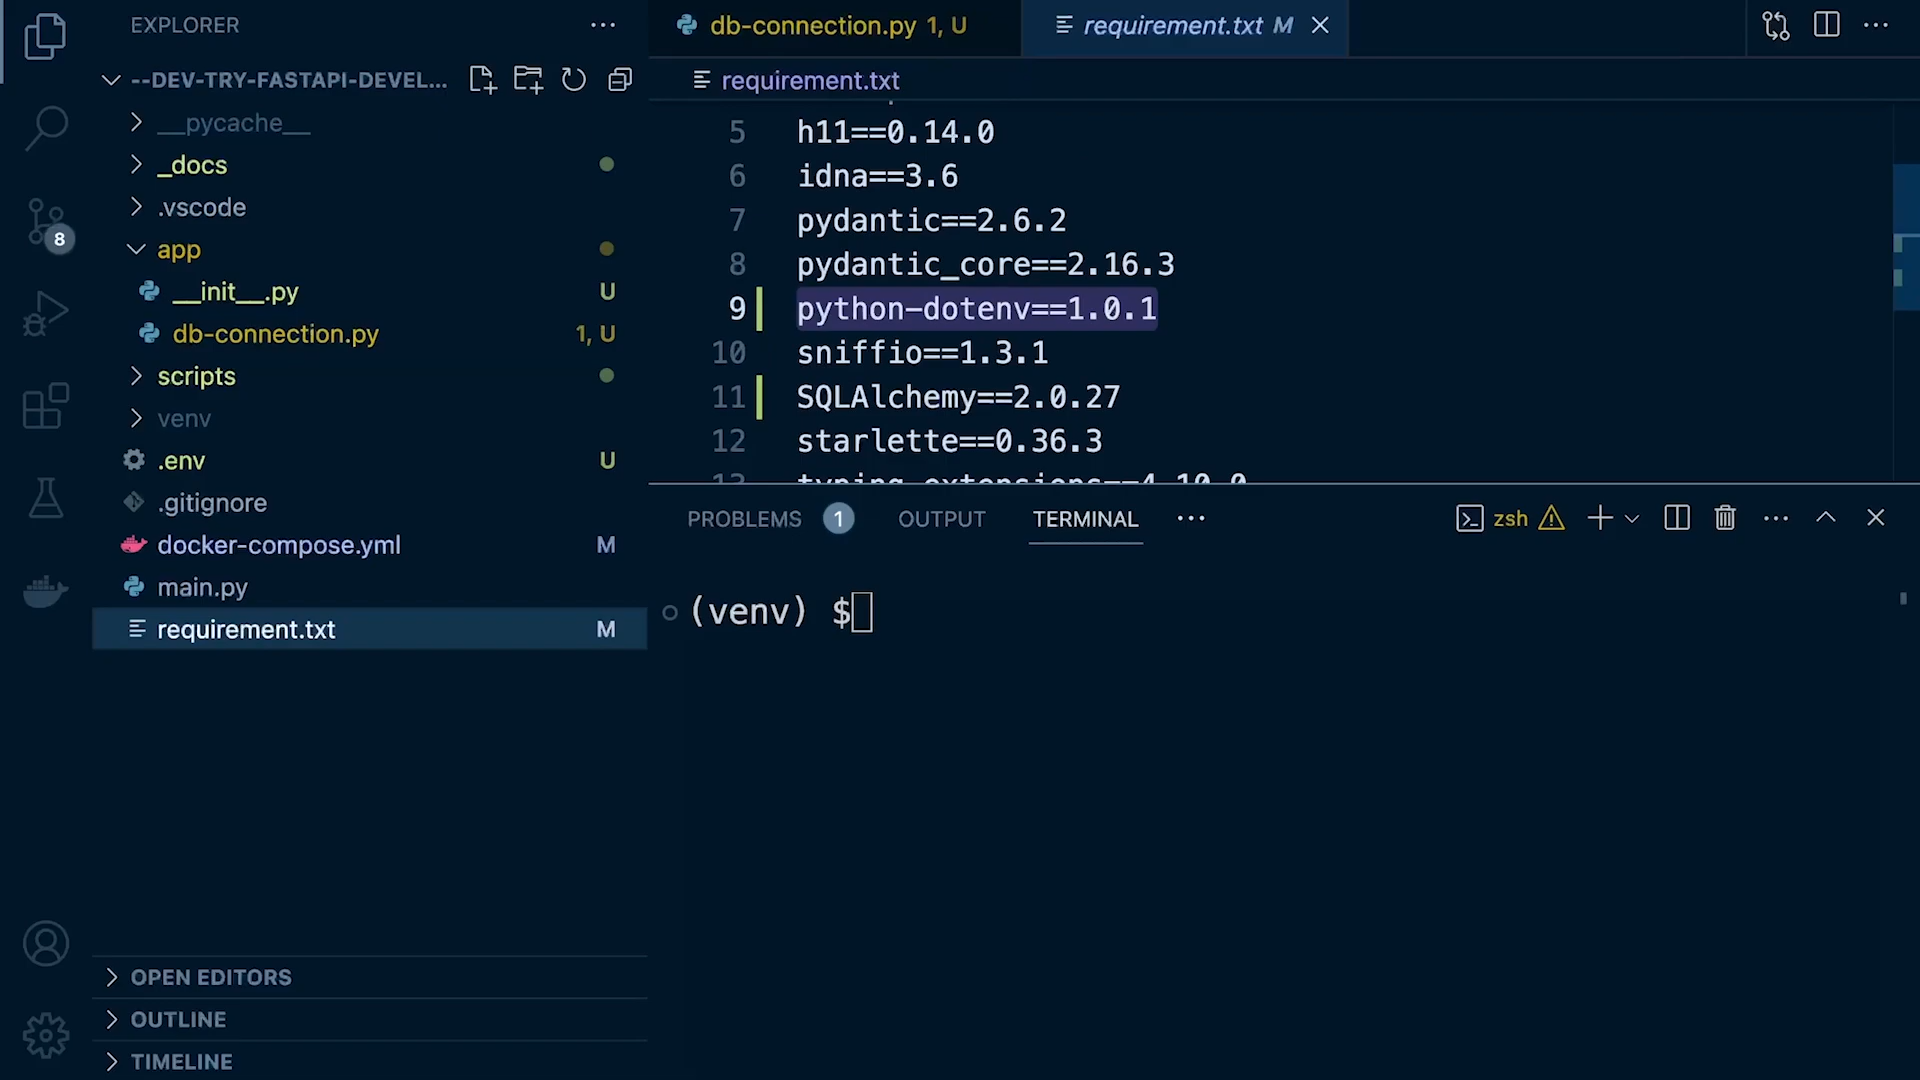 EXPLORER
--DEV-TRY-FASTAPI-DEVEL...
__pycache__
_docs
.vscode
app
__init__.py U
db-connection.py 1, U
scripts
venv
.env U
.gitignore
docker-compose.yml M
main.py
requirement.txt M
8
OPEN EDITORS
OUTLINE
TIMELINE
db-connection.py 1, U
requirement.txt M
requirement.txt
5 h11==0.14.0
6 idna==3.6
7 pydantic==2.6.2
8 pydantic_core==2.16.3
9 python-dotenv==1.0.1
10 sniffio==1.3.1
11 SQLAlchemy==2.0.27
12 starlette==0.36.3
13 typing_extensions==4.10.0
PROBLEMS 1 OUTPUT TERMINAL
zsh
(venv) $